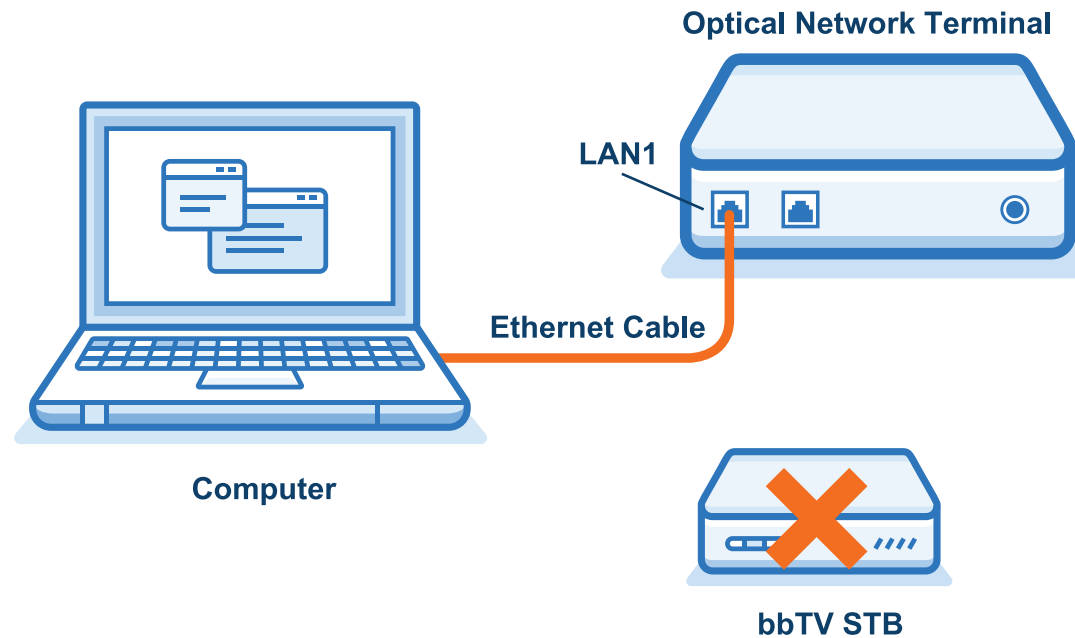 Optical Network Terminal
LAN1
Ethernet Cable
Computer
bbTV STB